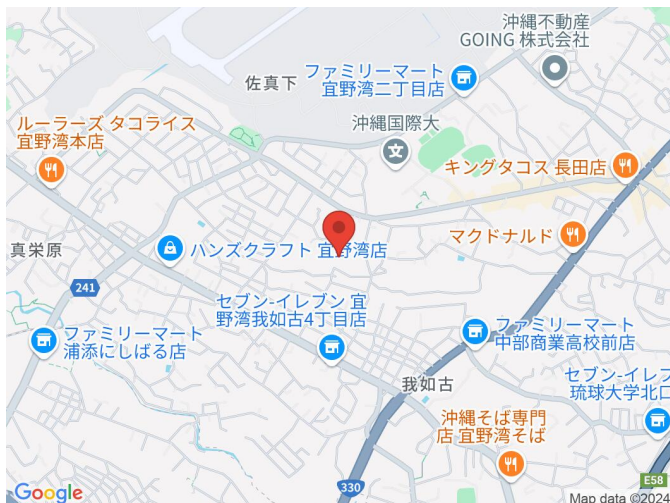 沖縄不動産
GOING 株式会社
佐真下
ファミリーマート
宜野湾二丁目店
ルーラーズ タコライス
宜野湾本店
沖縄国際大
キングタコス 長田店
マクドナルド
真栄原
ハンズクラフト 宜野湾店
241
セブン-イレブン 宜
野湾我如古4丁目店
ファミリーマート
浦添にしばる店
ファミリーマート
中部商業高校前店
我如古
セブン-イレブ
琉球大学北口
沖縄そば専門
店 宜野湾そば
330
E58
Google
Map data ©2024